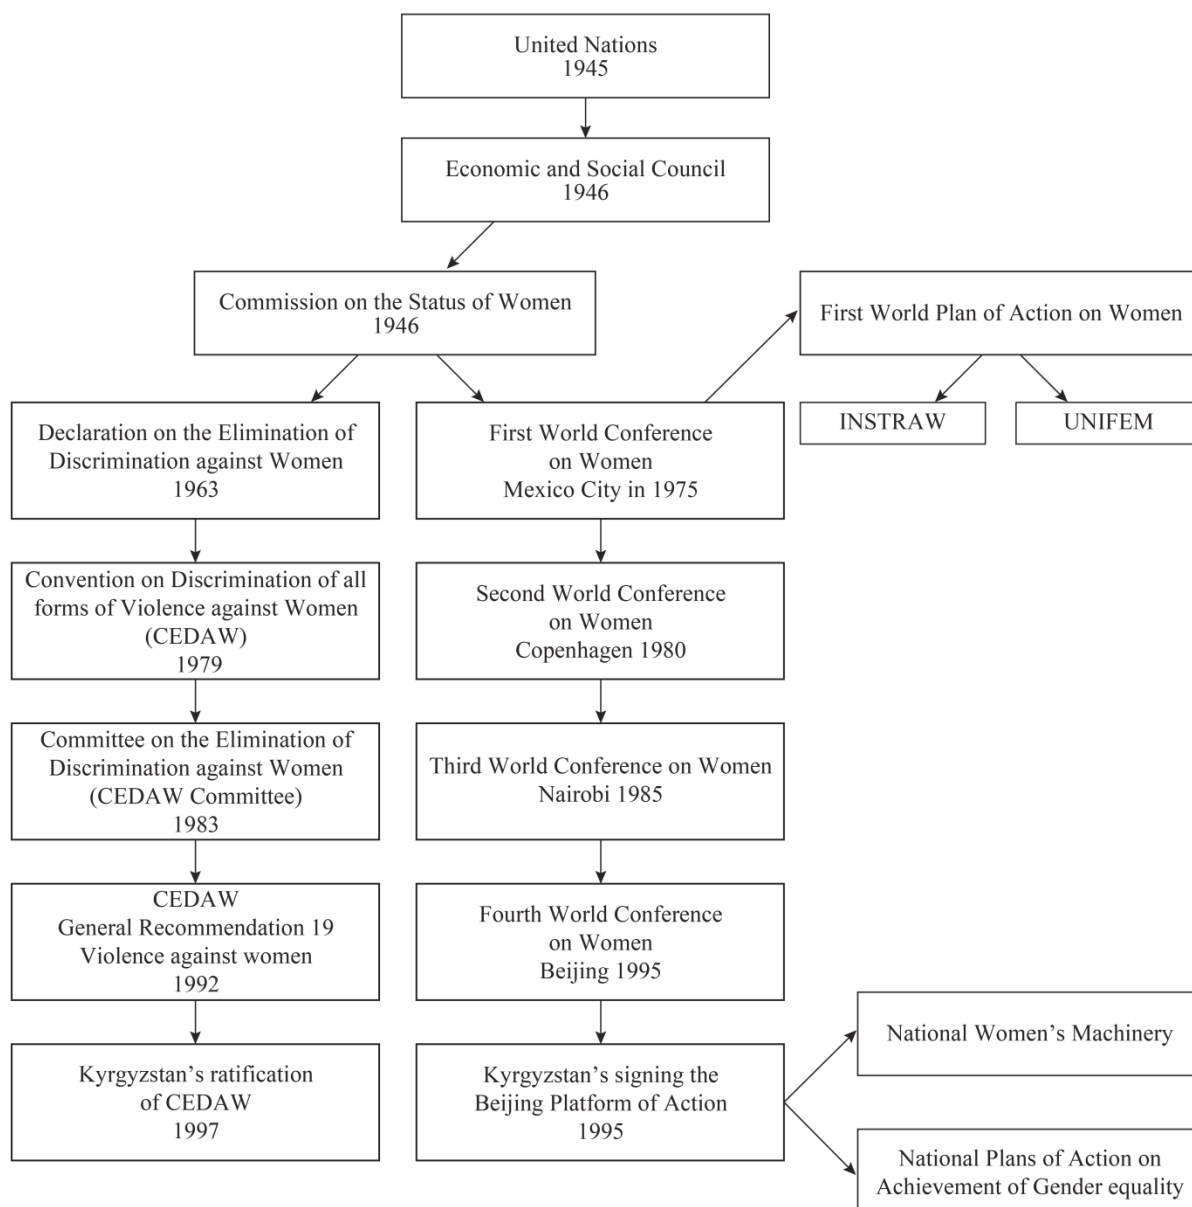 United Nations
1945
Economic and Social Council
1946
Commission on the Status of Women
1946
First World Plan of Action on Women
INSTRAW
UNIFEM
Declaration on the Elimination of
Discrimination against Women
1963
First World Conference
on Women
Mexico City in 1975
Convention on Discrimination of all
forms of Violence against Women
(CEDAW)
1979
Second World Conference
on Women
Copenhagen 1980
Committee on the Elimination of
Discrimination against Women
(CEDAW Committee)
1983
Third World Conference on Women
Nairobi 1985
CEDAW
General Recommendation 19
Violence against women
1992
Fourth World Conference
on Women
Beijing 1995
Kyrgyzstan’s ratification
of CEDAW
1997
Kyrgyzstan’s signing the
Beijing Platform of Action
1995
National Women’s Machinery
National Plans of Action on
Achievement of Gender equality